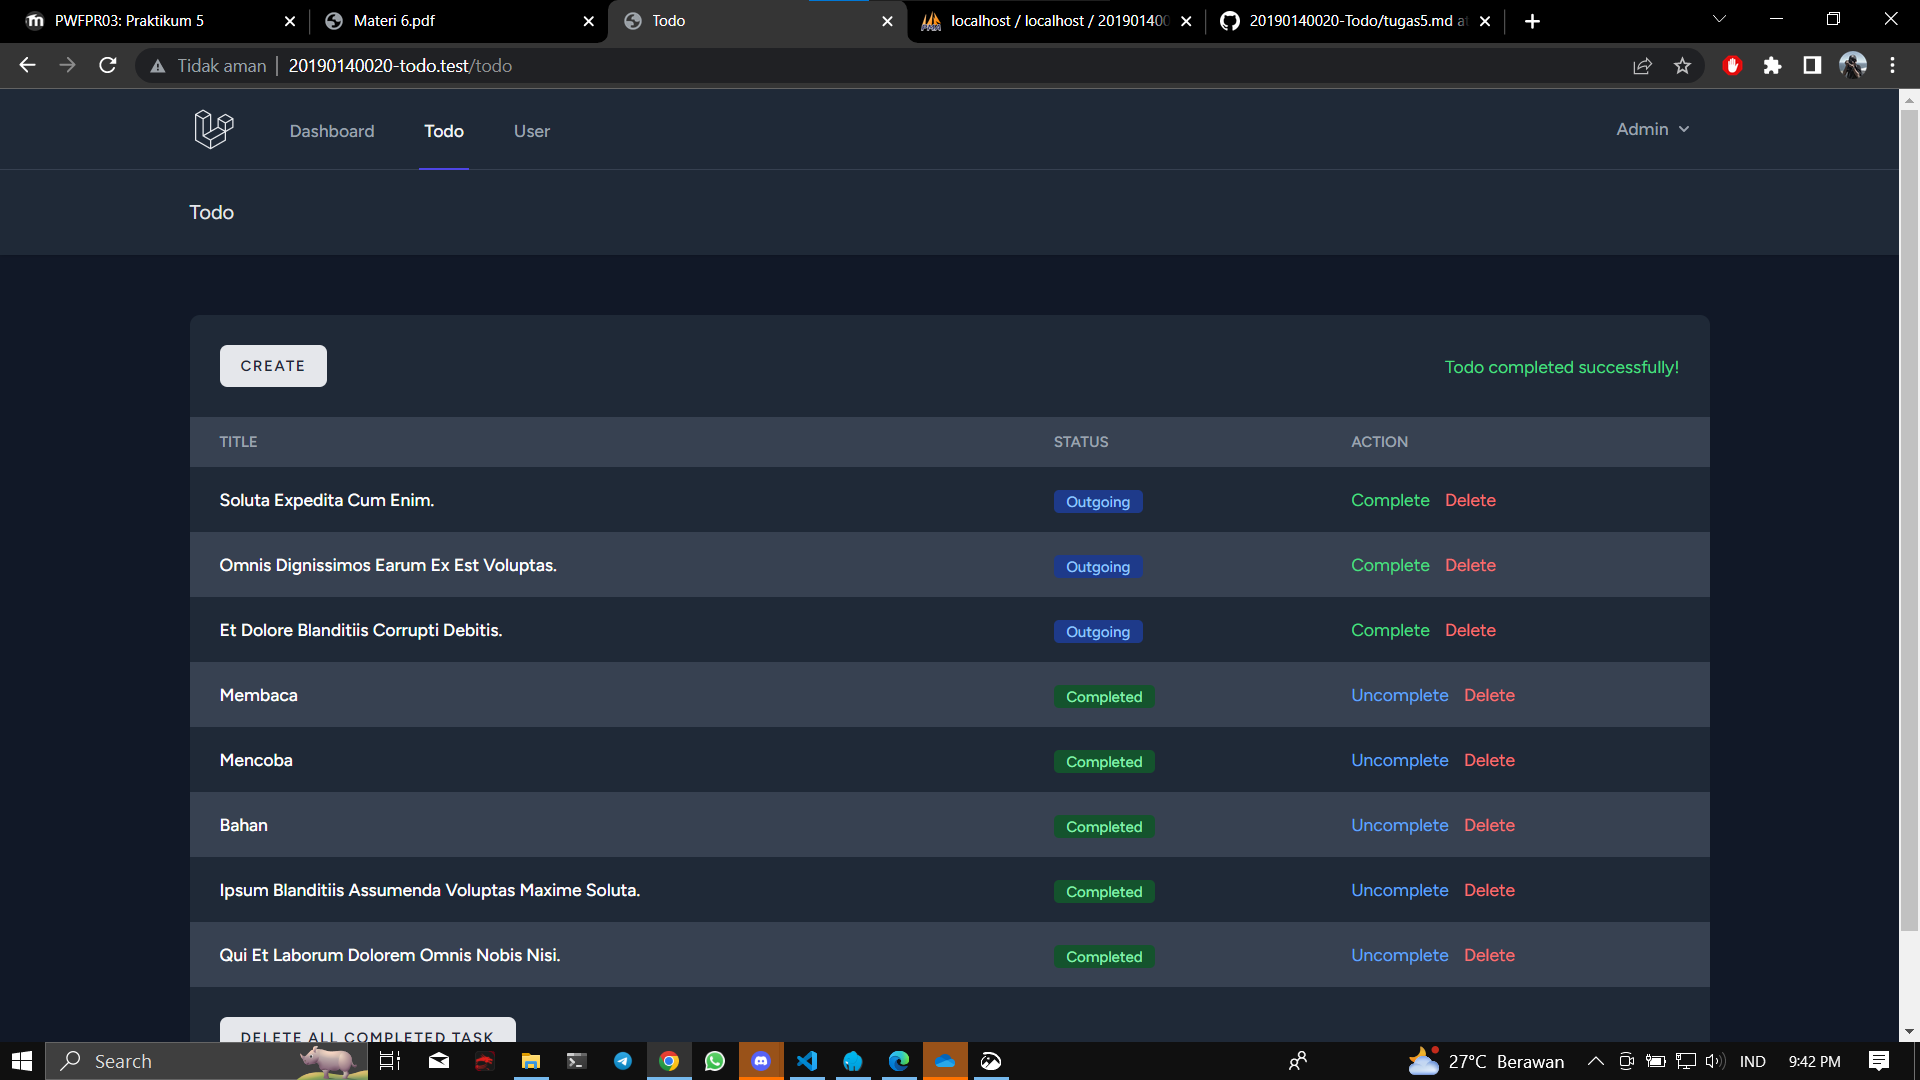 PWFPR03: Praktikum 5
Materi 6.pdf
Todo
localhost / localhost / 201901400
20190140020-Todo/tugas5.md a
Tidak aman 20190140020-todo.test/todo
Dashboard Todo User Admin
Todo
CREATE Todo completed successfully!
TITLE STATUS ACTION
Soluta Expedita Cum Enim. Outgoing Complete Delete
Omnis Dignissimos Earum Ex Est Voluptas. Outgoing Complete Delete
Et Dolore Blanditiis Corrupti Debitis. Outgoing Complete Delete
Membaca Completed Uncomplete Delete
Mencoba Completed Uncomplete Delete
Bahan Completed Uncomplete Delete
Ipsum Blanditiis Assumenda Voluptas Maxime Soluta. Completed Uncomplete Delete
Qui Et Laborum Dolorem Omnis Nobis Nisi. Completed Uncomplete Delete
DELETE ALL COMPLETED TASK
Search 27°C Berawan IND 9:42 PM